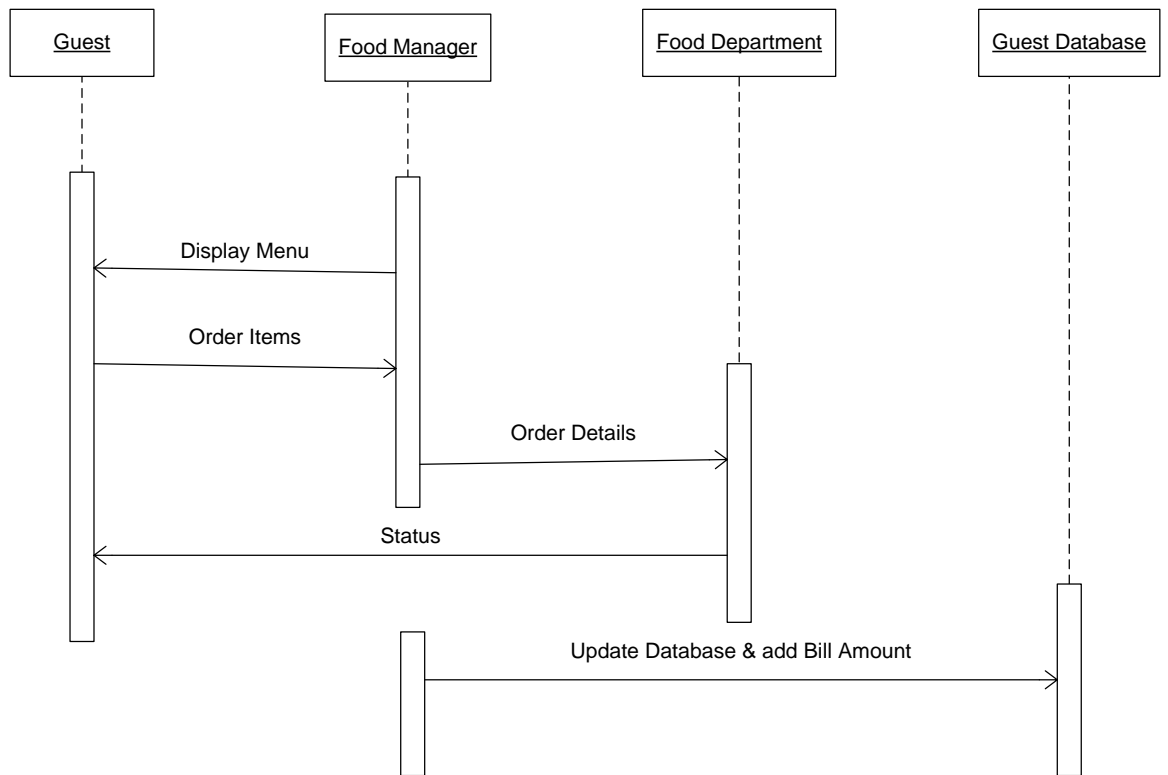 Guest
Food Manager
Food Department
Guest Database
Display Menu
Order Items
Order Details
Status
Update Database & add Bill Amount